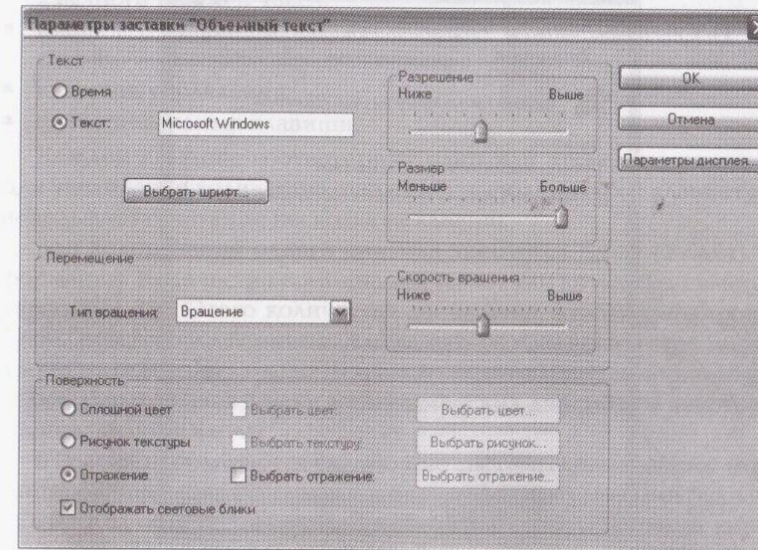 Параметры заставки "Объемный текст"
Текст
Время
Текст:
Microsoft Windows
Выбрать шрифт...
Разрешение
Ниже Выше
Размер
Меньше Больше
OK
Отмена
Параметры дисплея...
Перемещение
Тип вращения:
Вращение
Скорость вращения
Ниже Выше
Поверхность
Сплошной цвет Выбрать цвет: Выбрать цвет...
Рисунок текстуры Выбрать текстуру: Выбрать рисунок...
Отражение Выбрать отражение: Выбрать отражение...
Отображать световые блики